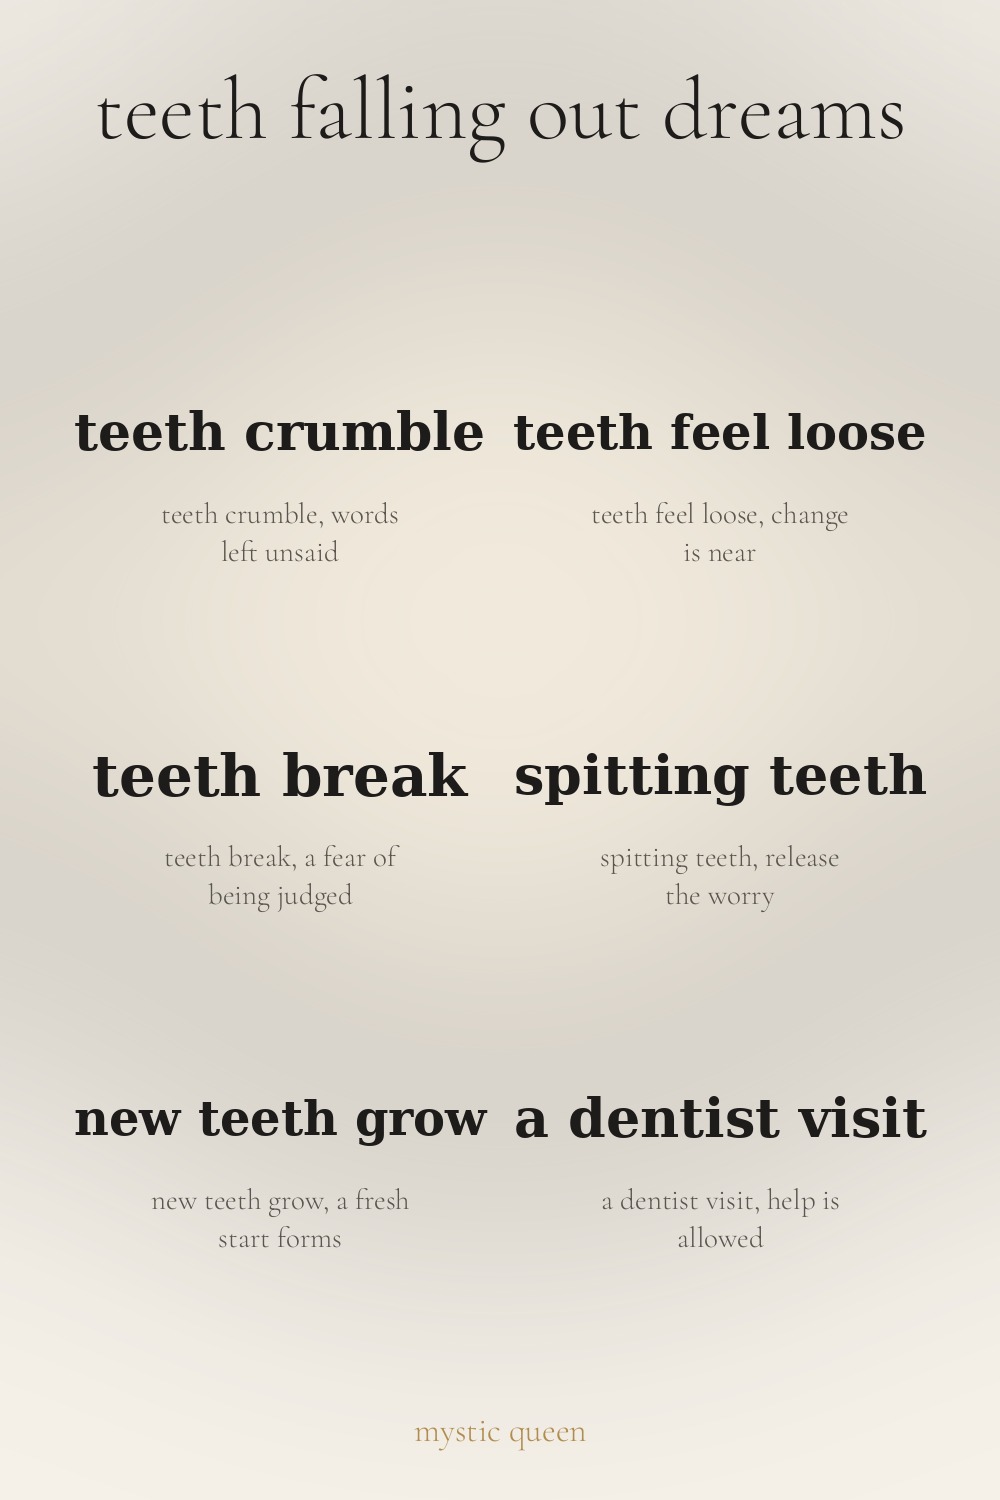 teeth falling out dreams
teeth crumble
teeth crumble, words
left unsaid
teeth feel loose
teeth feel loose, change
is near
teeth break
teeth break, a fear of
being judged
spitting teeth
spitting teeth, release
the worry
new teeth grow
new teeth grow, a fresh
start forms
a dentist visit
a dentist visit, help is
allowed
mystic queen